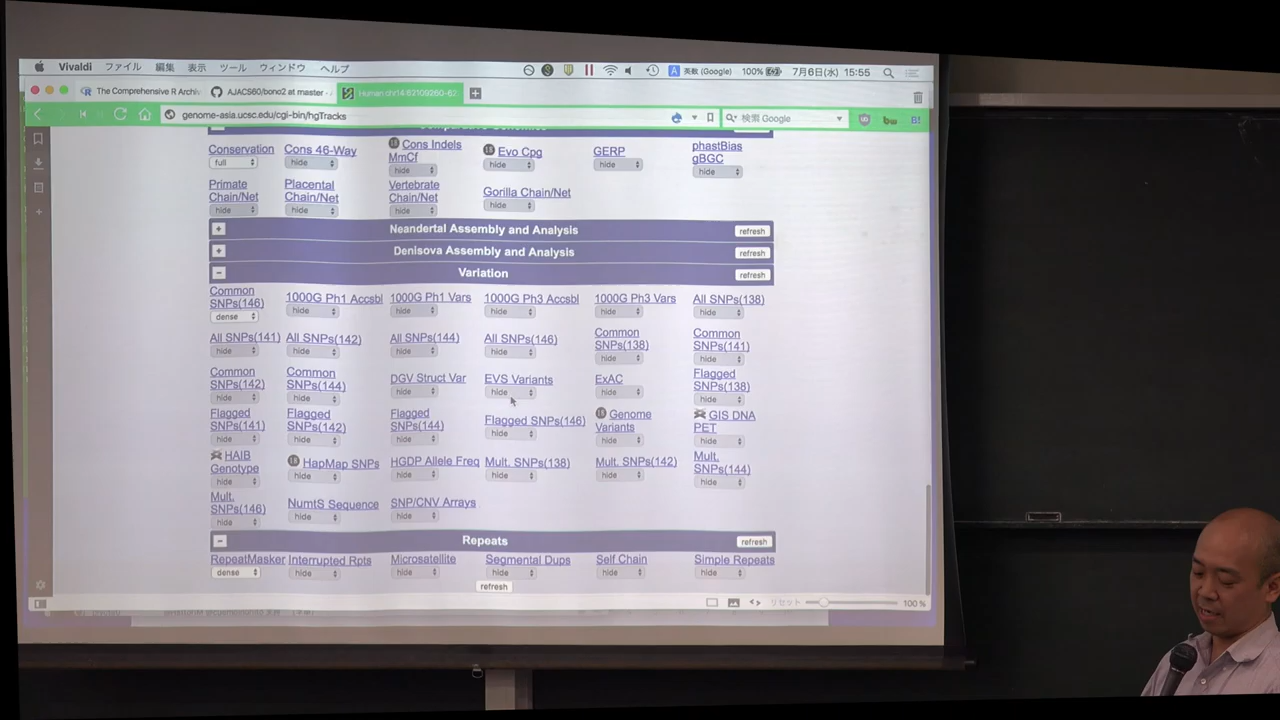 Vivaldi ファイル 編集 表示 ツール ウィンドウ ヘルプ A 英数 (Google) 100% 7月6日(水) 15:55
The Comprehensive R Archiv AJACS60/bono2 at master · Human chr14:62109260-62
genome-asia.ucsc.edu/cgi-bin/hgTracks 検索 Google
Comparative Genomics
Conservation Cons 46-Way Cons Indels MmCf Evo Cpg GERP phastBias gBGC
full hide hide hide hide hide
Primate Chain/Net Placental Chain/Net Vertebrate Chain/Net Gorilla Chain/Net
hide hide hide hide
+ Neandertal Assembly and Analysis refresh
+ Denisova Assembly and Analysis refresh
- Variation refresh
Common SNPs(146) 1000G Ph1 Accsbl 1000G Ph1 Vars 1000G Ph3 Accsbl 1000G Ph3 Vars All SNPs(138)
dense hide hide hide hide hide
All SNPs(141) All SNPs(142) All SNPs(144) All SNPs(146) Common SNPs(138) Common SNPs(141)
hide hide hide hide hide hide
Common SNPs(142) Common SNPs(144) DGV Struct Var EVS Variants ExAC Flagged SNPs(138)
hide hide hide hide hide hide
Flagged SNPs(141) Flagged SNPs(142) Flagged SNPs(144) Flagged SNPs(146) Genome Variants GIS DNA PET
hide hide hide hide hide hide
HAIB Genotype HapMap SNPs HGDP Allele Freq Mult. SNPs(138) Mult. SNPs(142) Mult. SNPs(144)
hide hide hide hide hide hide
Mult. SNPs(146) NumtS Sequence SNP/CNV Arrays
hide hide hide
- Repeats refresh
RepeatMasker Interrupted Rpts Microsatellite Segmental Dups Self Chain Simple Repeats
dense hide hide hide hide hide
refresh
リセット 100 %